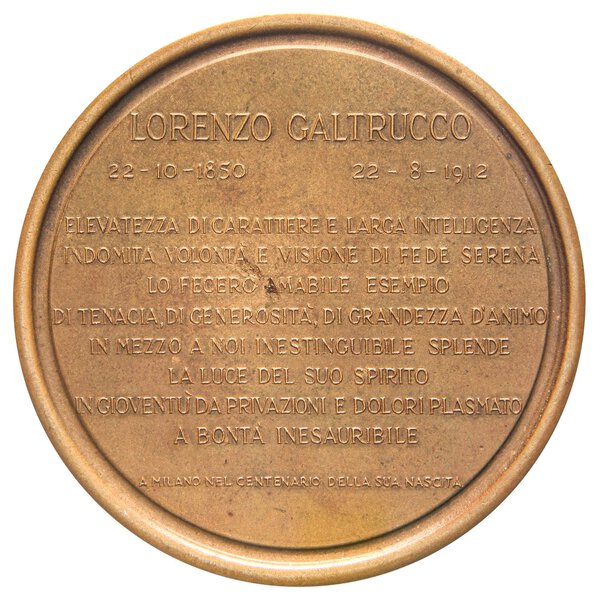 LORENZO GALTRUCCO
22-10-1850 22-8-1912
ELEVATEZZA DI CARATTERE E LARGA INTELLIGENZA
INDOMITA VOLONTÀ E VISIONE DI FEDE SERENA
LO FECERO AMABILE ESEMPIO
DI TENACIA, DI GENEROSITÀ, DI GRANDEZZA D'ANIMO
IN MEZZO A NOI INESTINGUIBILE SPLENDE
LA LUCE DEL SUO SPIRITO
IN GIOVENTÙ DA PRIVAZIONI E DOLORI PLASMATO
A BONTÀ INESAURIBILE
A MILANO NEL CENTENARIO DELLA SUA NASCITA